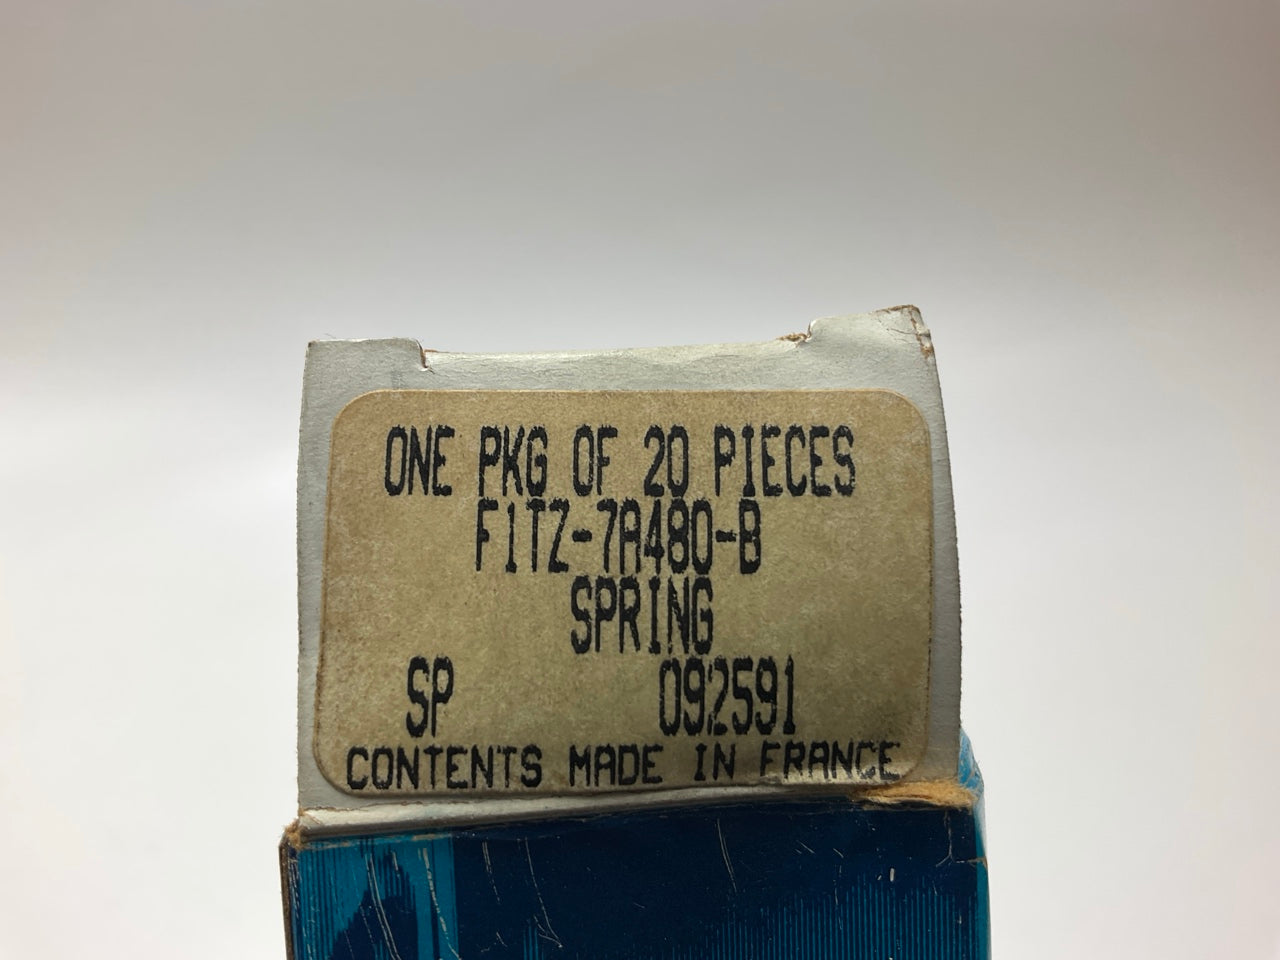 ONE PKG OF 20 PIECES
F1TZ-7A480-B
SPRING
SP 092591
CONTENTS MADE IN FRANCE